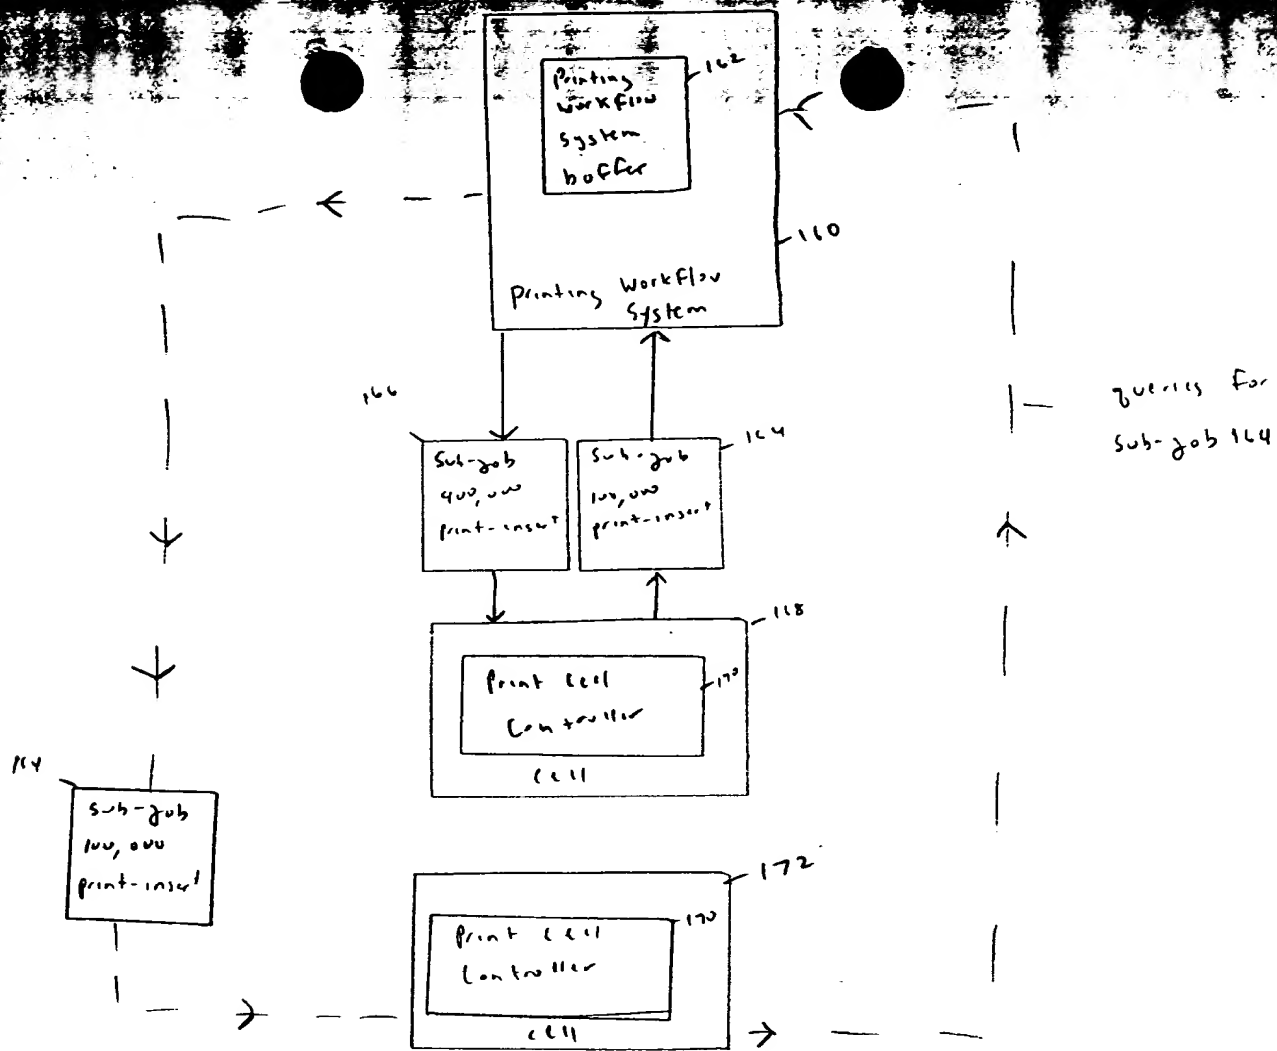 Printing
workflow
system
buffer
162
160
Printing Workflow
System
166
164
Sub-job
400,000
print-insert
Sub-job
100,000
print-insert
queries for
Sub-job 164
168
Print Cell
Controller
170
Cell
164
Sub-job
100,000
print-insert
172
Print Cell
Controller
170
Cell